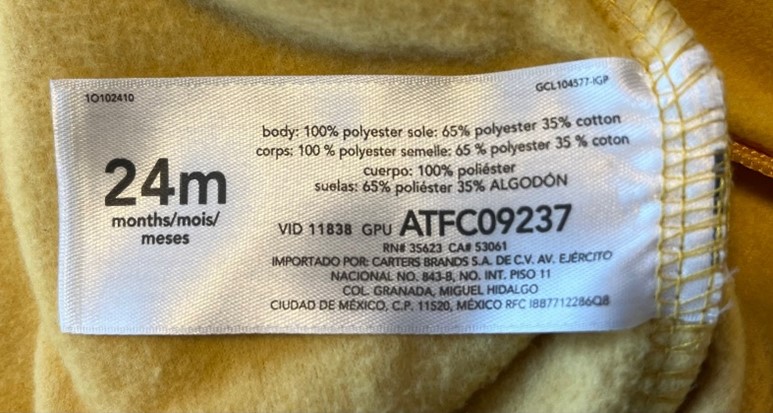 1O102410
GCL104577-IGP
body: 100% polyester sole: 65% polyester 35% cotton
corps: 100 % polyester semelle: 65 % polyester 35 % coton
cuerpo: 100% poliéster
suelas: 65% poliéster 35% ALGODÓN
24m
months/mois/
meses
VID 11838 GPU ATFC09237
RN# 35623 CA# 53061
IMPORTADO POR: CARTERS BRANDS S.A. DE C.V. AV. EJÉRCITO
NACIONAL NO. 843-B, NO. INT. PISO 11
COL. GRANADA, MIGUEL HIDALGO
CIUDAD DE MÉXICO, C.P. 11520, MÉXICO RFC I887712286Q8